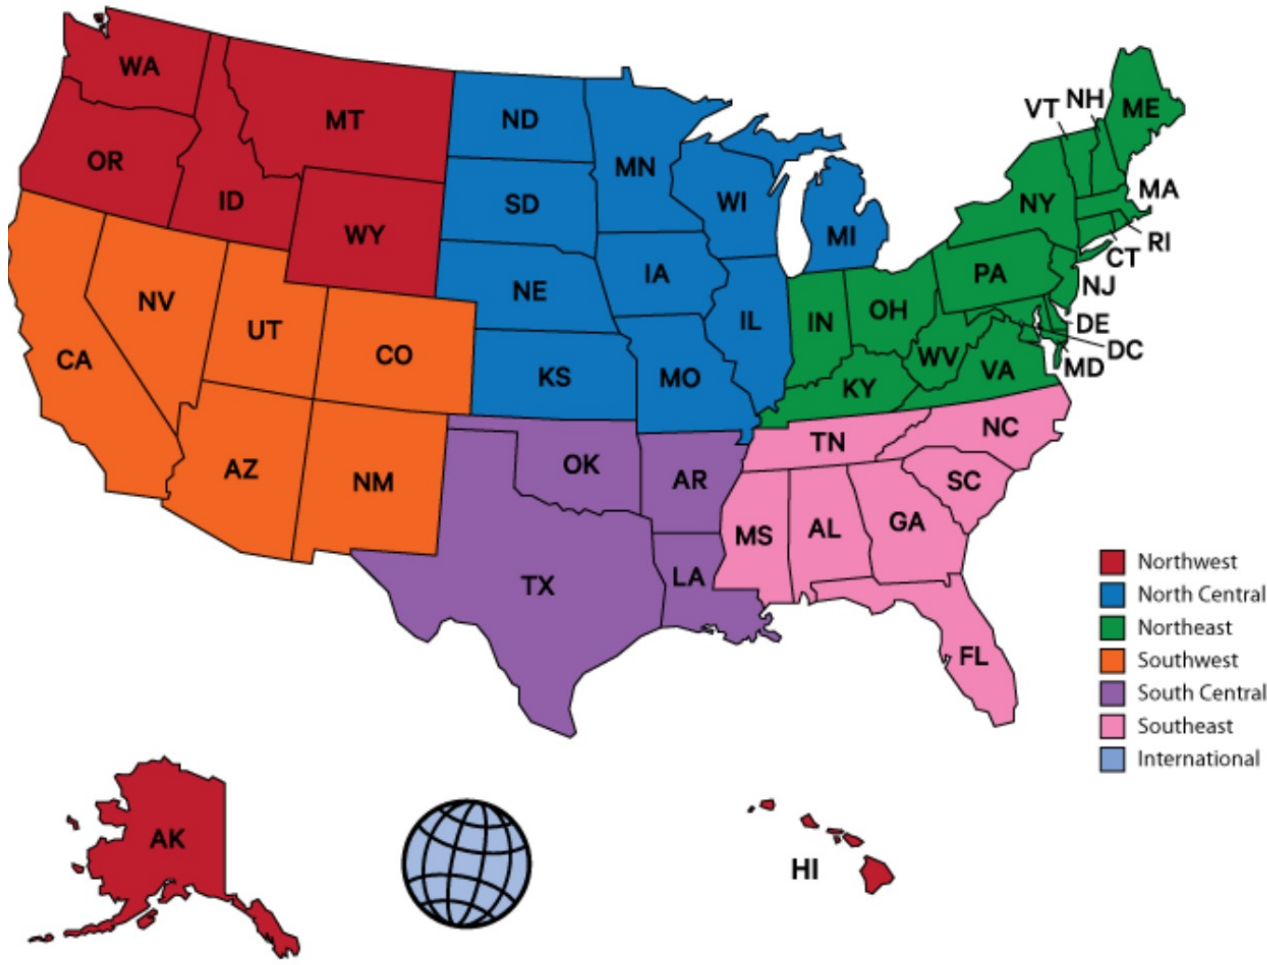 WA
MT
ND
MN
OR
ID
WY
SD
WI
MI
VT
NH
ME
NY
MA
RI
CT
NV
UT
NE
IA
IL
IN
OH
PA
NJ
DE
DC
MD
CA
CO
KS
MO
KY
WV
VA
AZ
NM
OK
AR
TN
NC
SC
TX
LA
MS
AL
GA
FL
Northwest
North Central
Northeast
Southwest
South Central
Southeast
International
AK
HI